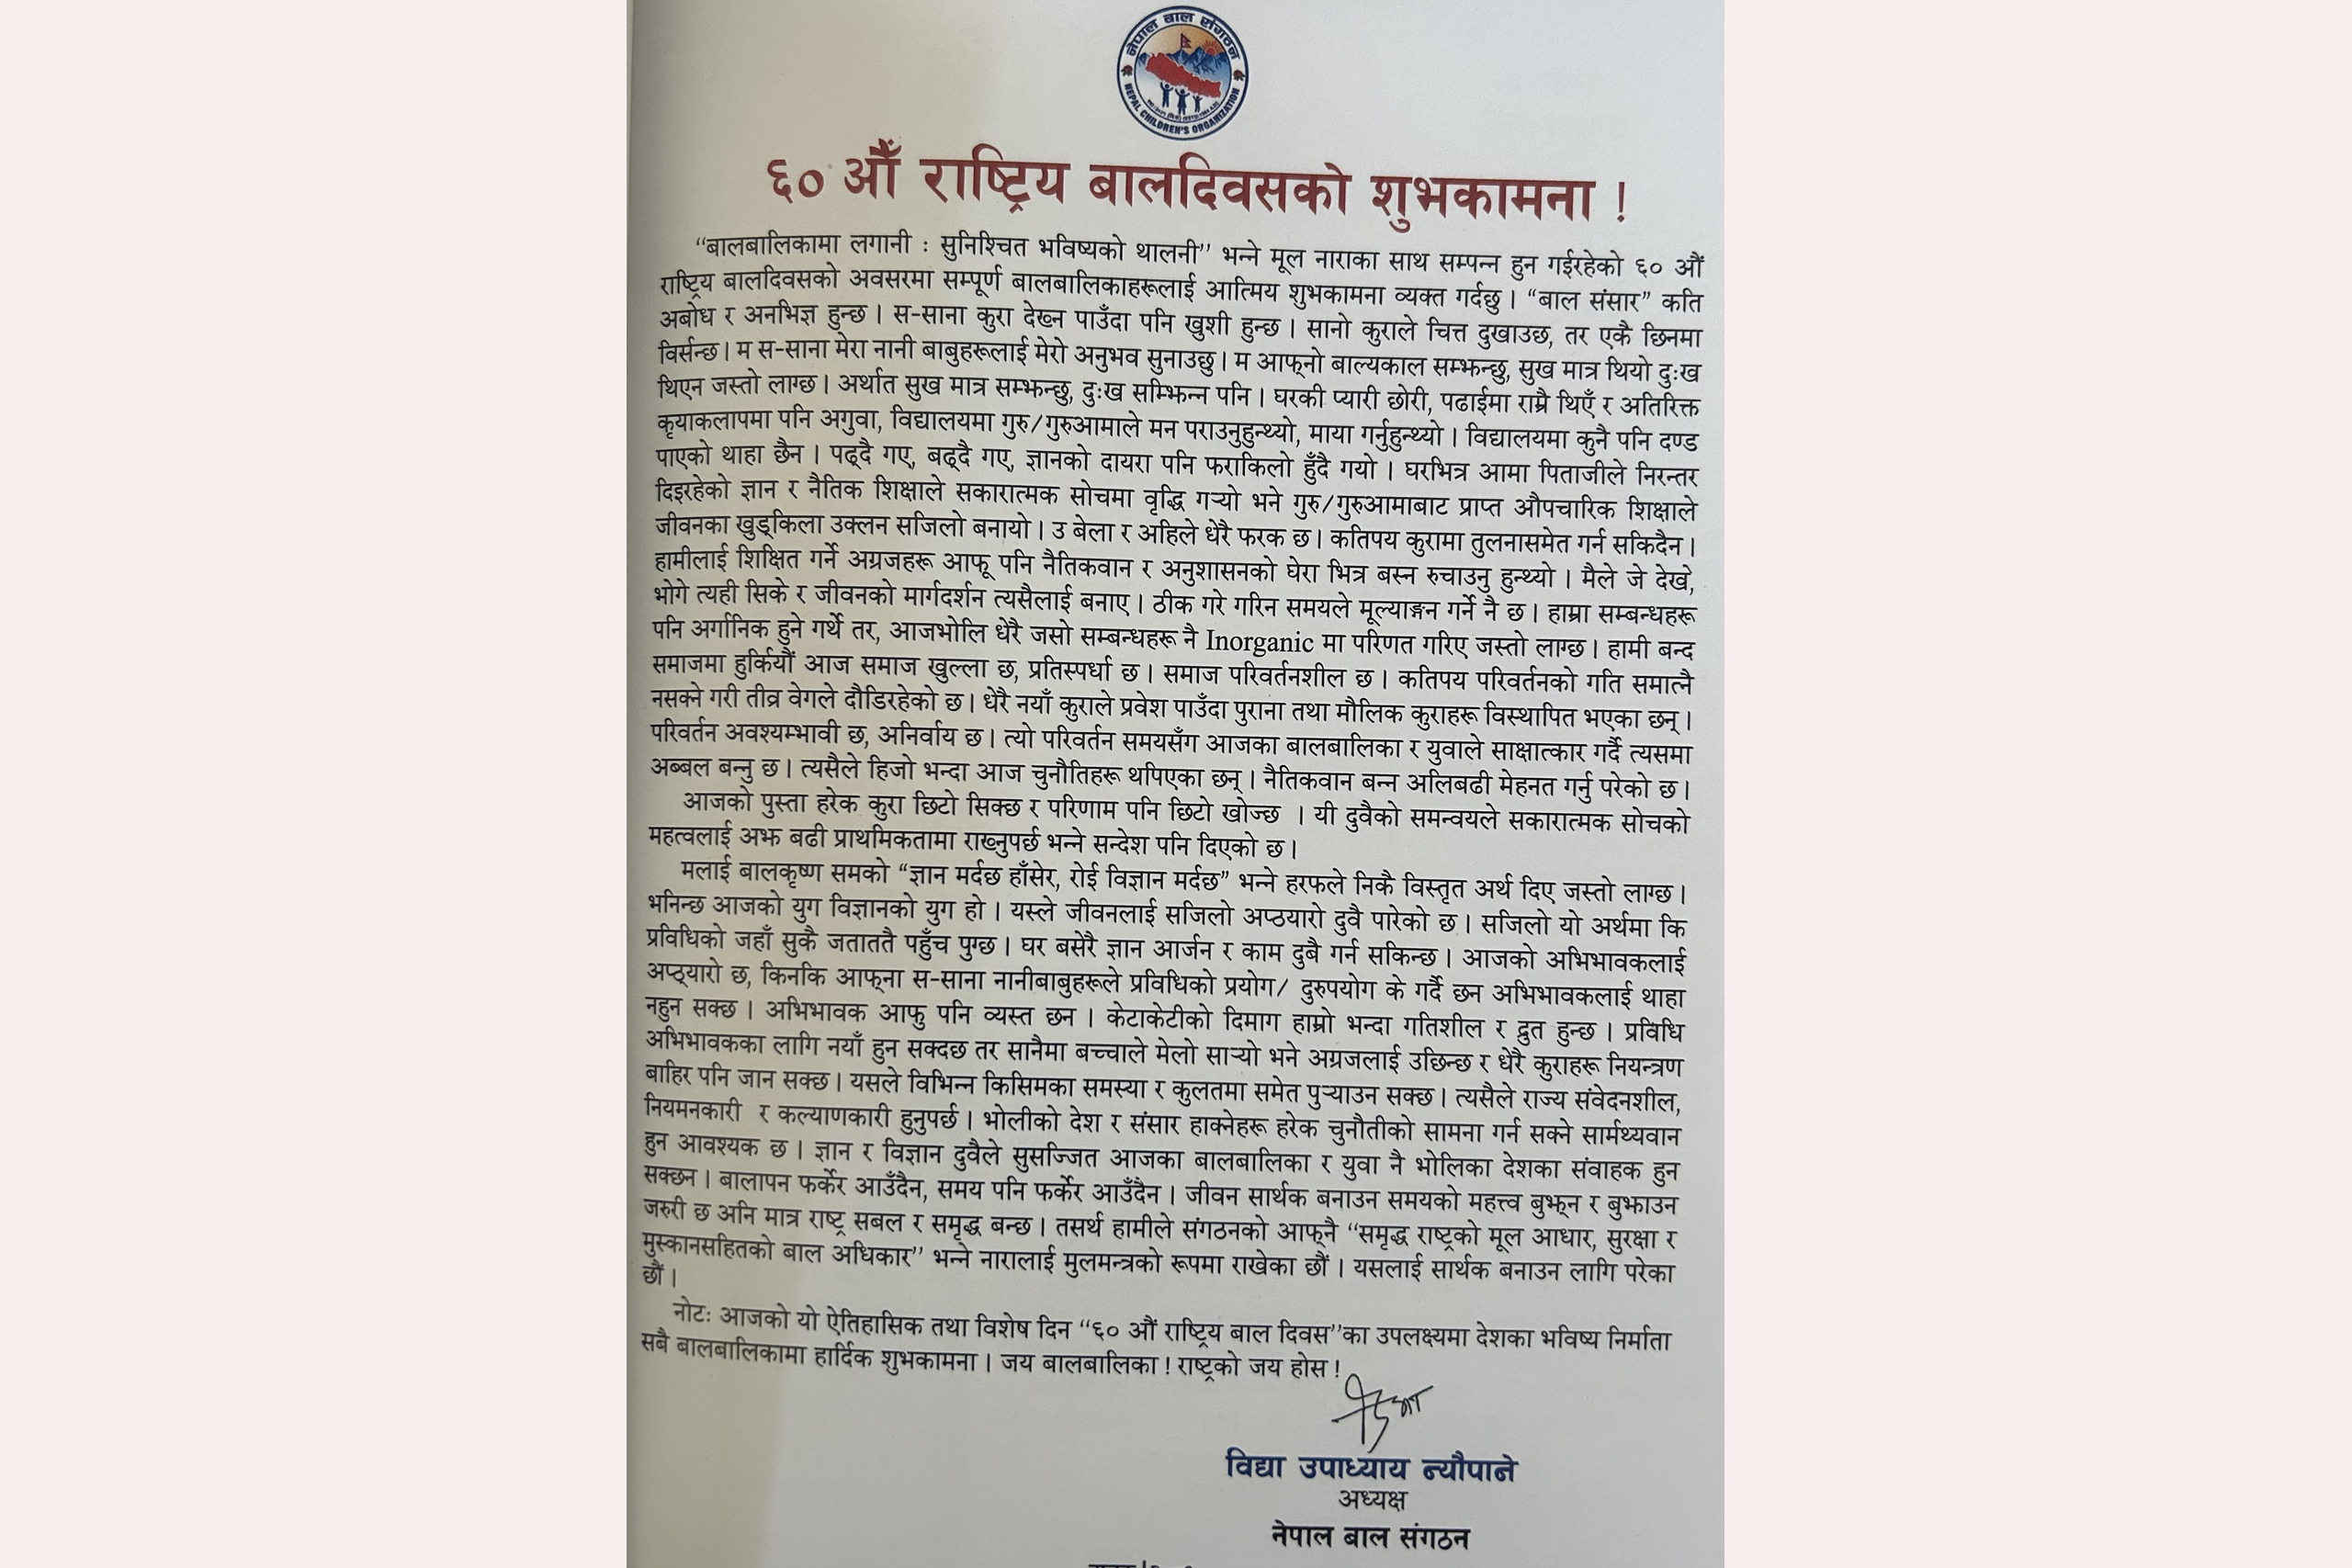 नेपाल बाल संगठन
NEPAL CHILDREN'S ORGANIZATION
६० औँ राष्ट्रिय बालदिवसको शुभकामना !
“बालबालिकामा लगानी : सुनिश्चित भविष्यको थालनी” भन्ने मूल नाराका साथ सम्पन्न हुन गईरहेको ६० औं
राष्ट्रिय बालदिवसको अवसरमा सम्पूर्ण बालबालिकाहरूलाई आत्मिय शुभकामना व्यक्त गर्दछु। “बाल संसार” कति
अबोध र अनभिज्ञ हुन्छ। स-साना कुरा देख्न पाउँदा पनि खुशी हुन्छ। सानो कुराले चित्त दुखाउछ, तर एकै छिनमा
विर्सन्छ। म स-साना मेरा नानी बाबुहरूलाई मेरो अनुभव सुनाउछु। म आफ्‌नो बाल्यकाल सम्झन्छु, सुख मात्र थियो दुःख
थिएन जस्तो लाग्छ। अर्थात सुख मात्र सम्झन्छु, दुःख सम्झिन्न पनि। घरकी प्यारी छोरी, पढाईमा राम्रै थिएँ र अतिरिक्त
कृयाकलापमा पनि अगुवा, विद्यालयमा गुरु/गुरुआमाले मन पराउनुहुन्थ्यो, माया गर्नुहुन्थ्यो। विद्यालयमा कुनै पनि दण्ड
पाएको थाहा छैन। पढ्‌दै गए, बढ्‌दै गए, ज्ञानको दायरा पनि फराकिलो हुँदै गयो। घरभित्र आमा पिताजीले निरन्तर
दिइरहेको ज्ञान र नैतिक शिक्षाले सकारात्मक सोचमा वृद्धि गर्‍यो भने गुरु/गुरुआमाबाट प्राप्त औपचारिक शिक्षाले
जीवनका खुड्‌किला उक्लन सजिलो बनायो। उ बेला र अहिले धेरै फरक छ। कतिपय कुरामा तुलनासमेत गर्न सकिदैन।
हामीलाई शिक्षित गर्ने अग्रजहरू आफू पनि नैतिकवान र अनुशासनको घेरा भित्र बस्न रुचाउनु हुन्थ्यो। मैले जे देखे,
भोगे त्यही सिके र जीवनको मार्गदर्शन त्यसैलाई बनाए। ठीक गरे गरिन समयले मूल्याङ्गन गर्ने नै छ। हाम्रा सम्बन्धहरू
पनि अर्गानिक हुने गर्थे तर, आजभोलि धेरै जसो सम्बन्धहरू नै Inorganic मा परिणत गरिए जस्तो लाग्छ। हामी बन्द
समाजमा हुर्कियौं आज समाज खुल्ला छ, प्रतिस्पर्धा छ। समाज परिवर्तनशील छ। कतिपय परिवर्तनको गति समात्नै
नसक्ने गरी तीव्र वेगले दौडिरहेको छ। धेरै नयाँ कुराले प्रवेश पाउँदा पुराना तथा मौलिक कुराहरू विस्थापित भएका छन्।
परिवर्तन अवश्यम्भावी छ, अनिर्वाय छ। त्यो परिवर्तन समयसँग आजका बालबालिका र युवाले साक्षात्कार गर्दै त्यसमा
अब्बल बन्नु छ। त्यसैले हिजो भन्दा आज चुनौतिहरू थपिएका छन्। नैतिकवान बन्न अलिबढी मेहनत गर्नु परेको छ।
आजको पुस्ता हरेक कुरा छिटो सिक्छ र परिणाम पनि छिटो खोज्छ । यी दुवैको समन्वयले सकारात्मक सोचको
महत्वलाई अझ बढी प्राथमिकतामा राख्नुपर्छ भन्ने सन्देश पनि दिएको छ।
मलाई बालकृष्ण समको “ज्ञान मर्दछ हाँसेर, रोई विज्ञान मर्दछ” भन्ने हरफले निकै विस्तृत अर्थ दिए जस्तो लाग्छ।
भनिन्छ आजको युग विज्ञानको युग हो। यस्ले जीवनलाई सजिलो अप्ठयारो दुवै पारेको छ। सजिलो यो अर्थमा कि
प्रविधिको जहाँ सुकै जताततै पहुँच पुग्छ। घर बसेरै ज्ञान आर्जन र काम दुबै गर्न सकिन्छ। आजको अभिभावकलाई
अप्ठ्यारो छ, किनकि आफ्‌ना स-साना नानीबाबुहरूले प्रविधिको प्रयोग/ दुरुपयोग के गर्दै छन अभिभावकलाई थाहा
नहुन सक्छ। अभिभावक आफु पनि व्यस्त छन। केटाकेटीको दिमाग हाम्रो भन्दा गतिशील र द्रुत हुन्छ। प्रविधि
अभिभावकका लागि नयाँ हुन सक्दछ तर सानैमा बच्चाले मेलो सार्‍यो भने अग्रजलाई उछिन्छ र धेरै कुराहरू नियन्त्रण
बाहिर पनि जान सक्छ। यसले विभिन्न किसिमका समस्या र कुलतमा समेत पुर्‍याउन सक्छ। त्यसैले राज्य संवेदनशील,
नियमनकारी र कल्याणकारी हुनुपर्छ। भोलीको देश र संसार हाक्नेहरू हरेक चुनौतीको सामना गर्न सक्ने सार्मथ्यवान
हुन आवश्यक छ। ज्ञान र विज्ञान दुवैले सुसज्जित आजका बालबालिका र युवा नै भोलिका देशका संवाहक हुन
सक्छन। बालापन फर्केर आउँदैन, समय पनि फर्केर आउँदैन। जीवन सार्थक बनाउन समयको महत्त्व बुझ्न र बुझाउन
जरुरी छ अनि मात्र राष्ट्र सबल र समृद्ध बन्छ। तसर्थ हामीले संगठनको आफ्‌नै “समृद्ध राष्ट्रको मूल आधार, सुरक्षा र
मुस्कानसहितको बाल अधिकार” भन्ने नारालाई मुलमन्त्रको रूपमा राखेका छौं। यसलाई सार्थक बनाउन लागि परेका
छौं।
नोटः आजको यो ऐतिहासिक तथा विशेष दिन “६० औं राष्ट्रिय बाल दिवस”का उपलक्ष्यमा देशका भविष्य निर्माता
सबै बालबालिकामा हार्दिक शुभकामना। जय बालबालिका ! राष्ट्रको जय होस !
विद्या उपाध्याय न्यौपाने
अध्यक्ष
नेपाल बाल संगठन